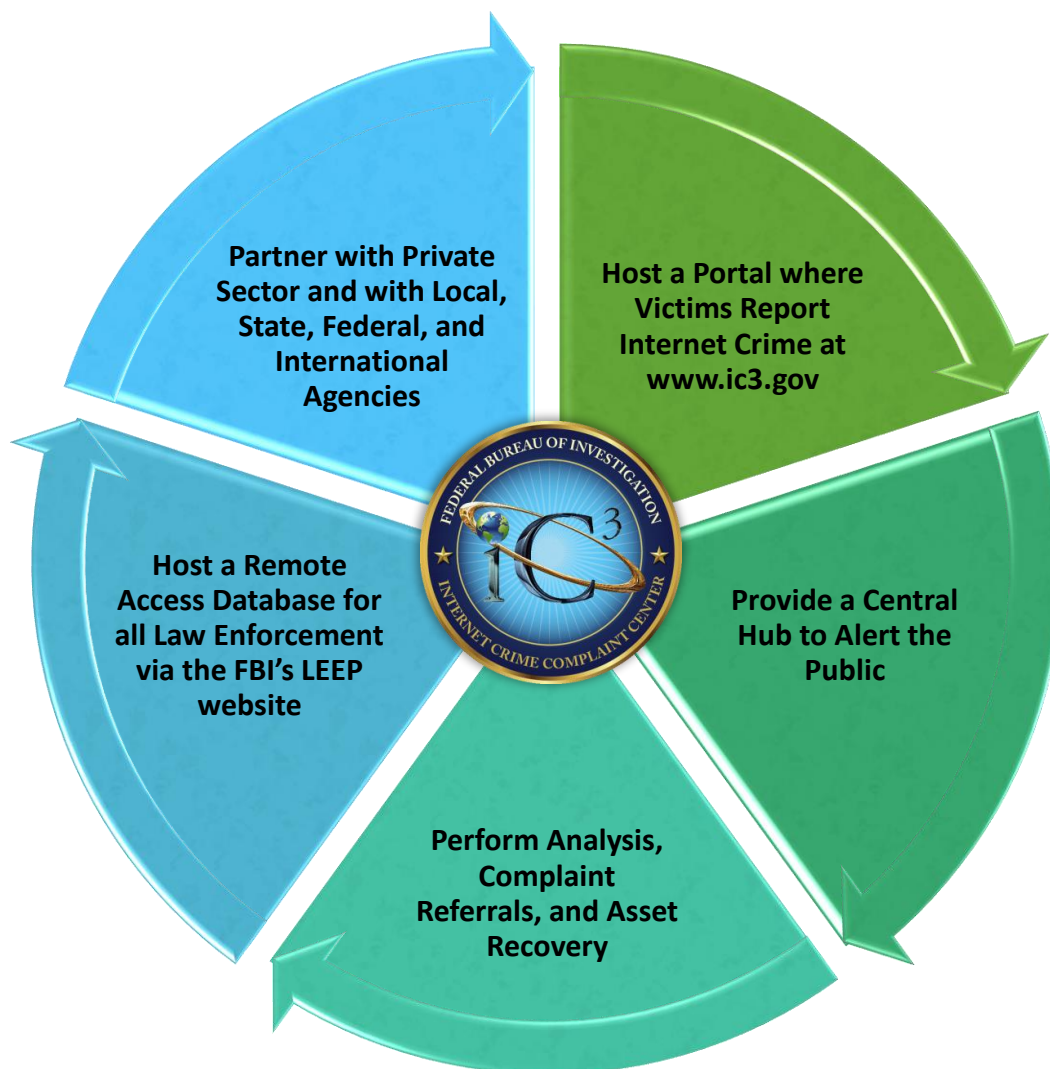 Partner with Private
Sector and with Local,
State, Federal, and
International
Agencies
Host a Portal where
Victims Report
Internet Crime at
www.ic3.gov
FEDERAL BUREAU OF INVESTIGATION
iC3
INTERNET CRIME COMPLAINT CENTER
Host a Remote
Access Database for
all Law Enforcement
via the FBI’s LEEP
website
Provide a Central
Hub to Alert the
Public
Perform Analysis,
Complaint
Referrals, and Asset
Recovery